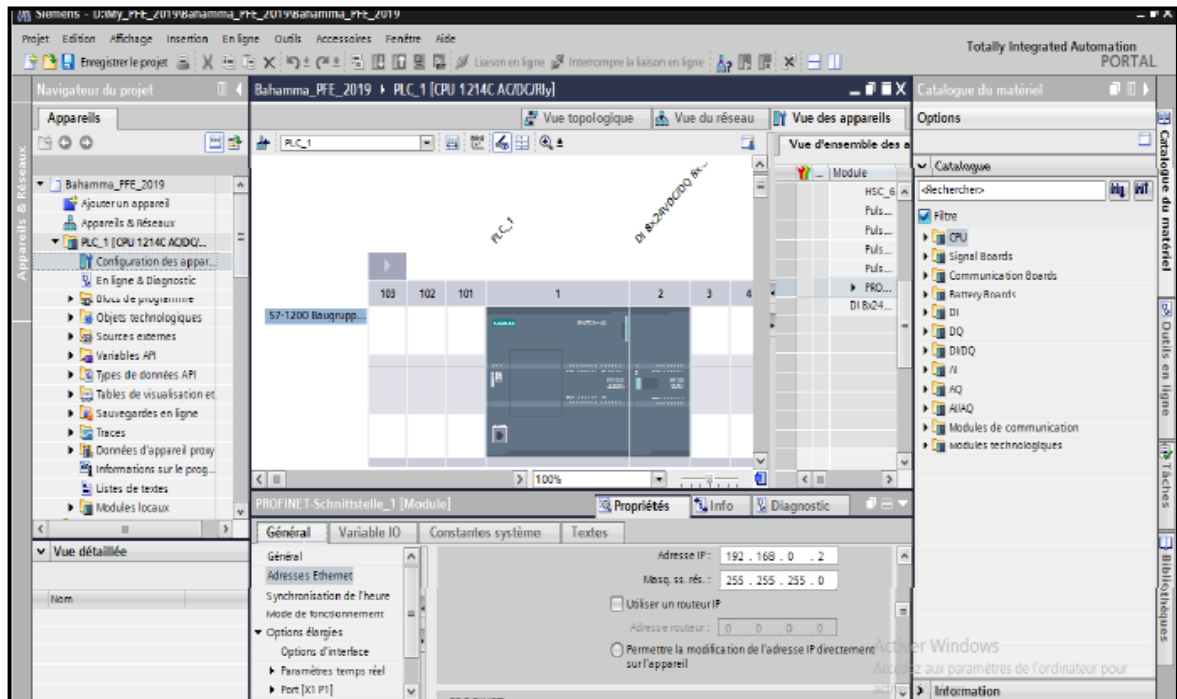 Siemens - D:\My_PFE_2019\Bahamma_PFE_2019\Bahamma_PFE_2019
Projet Edition Affichage Insertion En ligne Outils Accessoires Fenêtre Aide
Totally Integrated Automation
PORTAL
Enregistrer le projet
Liaison en ligne
Interrompre la liaison en ligne
Navigateur du projet
Appareils
Appareils & Réseaux
Bahamma_PFE_2019
Ajouter un appareil
Appareils & Réseaux
PLC_1 [CPU 1214C AC/DC/...
Configuration des appar...
En ligne & Diagnostic
Blocs de programme
Objets technologiques
Sources externes
Variables API
Types de données API
Tables de visualisation et
Sauvegardes en ligne
Traces
Données d'appareil proxy
Informations sur le prog...
Listes de textes
Modules locaux
Vue détaillée
Nom
Bahamma_PFE_2019 ▸ PLC_1 [CPU 1214C AC/DC/Rly]
Vue topologique
Vue du réseau
Vue des appareils
PLC_1
PLC_1
DI 8x24VDC/DQ 8x...
103 102 101 1 2 3 4
S7-1200 Baugrupp...
SIEMENS
100%
Vue d'ensemble des a
... Module
HSC_6
Puls...
Puls...
Puls...
Puls...
PRO...
DI 8x24...
PROFINET-Schnittstelle_1 [Module]
Propriétés
Info
Diagnostic
Général
Variable IO
Constantes système
Textes
Général
Adresses Ethernet
Synchronisation de l'heure
Mode de fonctionnement
Options élargies
Options d'interface
Paramètres temps réel
Port [X1 P1]
Adresse IP : 192 . 168 . 0 . 2
Masq. ss. rés. : 255 . 255 . 255 . 0
Utiliser un routeur IP
Adresse routeur : 0 . 0 . 0 . 0
Permettre la modification de l'adresse IP directement
sur l'appareil
Catalogue du matériel
Options
Catalogue
<Rechercher>
Filtre
CPU
Signal Boards
Communication Boards
Battery Boards
DI
DQ
DI/DQ
AI
AQ
AI/AQ
Modules de communication
Modules technologiques
Information
Catalogue du matériel
Outils en ligne
Tâches
Bibliothèques
Activer Windows
Accédez aux paramètres de l'ordinateur pour